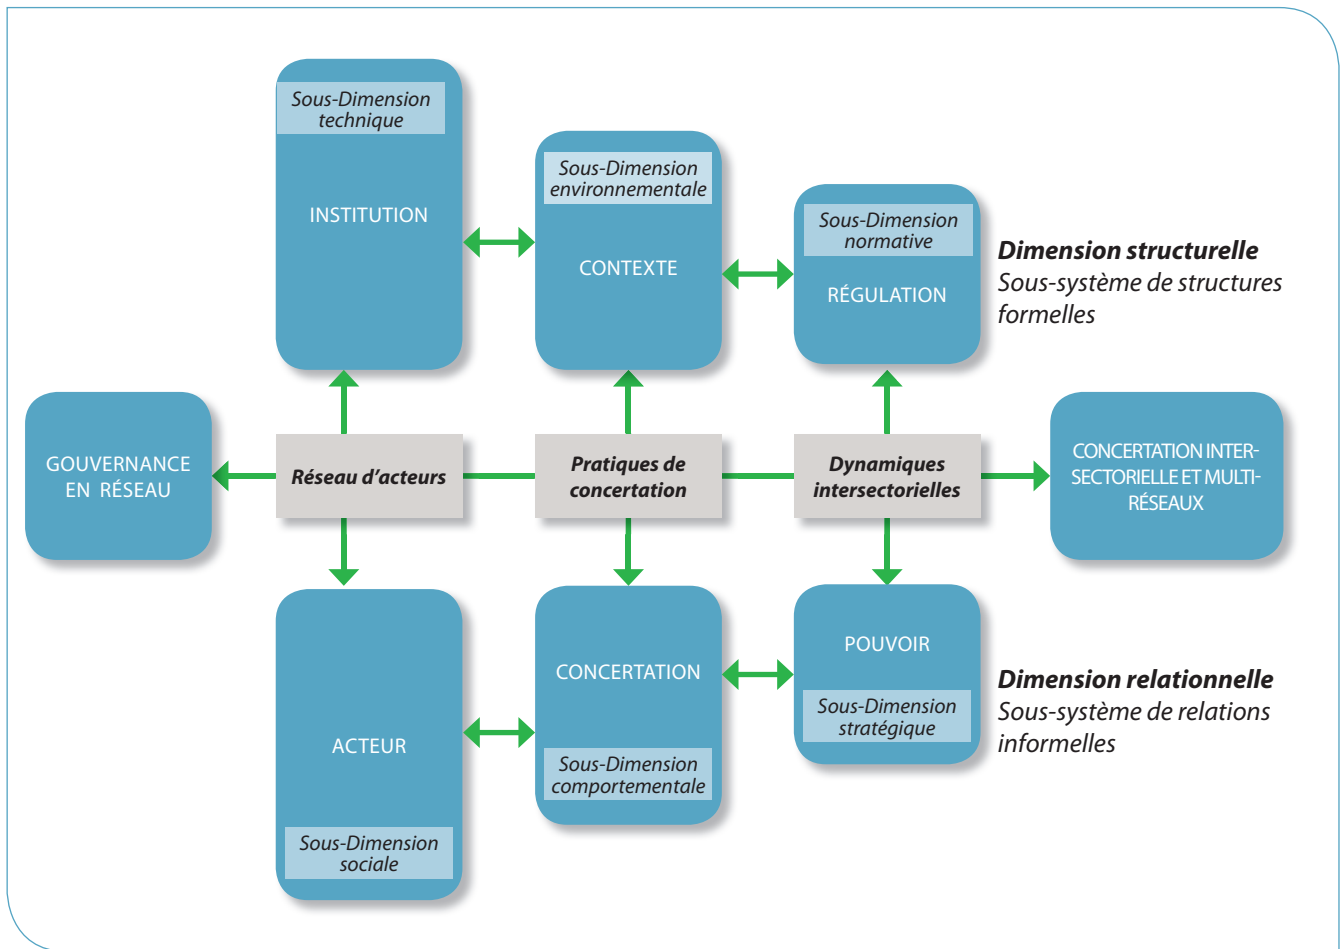 Sous-Dimension
technique
INSTITUTION
Sous-Dimension
environnementale
CONTEXTE
Sous-Dimension
normative
RÉGULATION
Dimension structurelle
Sous-système de structures
formelles
GOUVERNANCE
EN RÉSEAU
Réseau d'acteurs
Pratiques de
concertation
Dynamiques
intersectorielles
CONCERTATION INTER-
SECTORIELLE ET MULTI-
RÉSEAUX
ACTEUR
Sous-Dimension
sociale
CONCERTATION
Sous-Dimension
comportementale
POUVOIR
Sous-Dimension
stratégique
Dimension relationnelle
Sous-système de relations
informelles